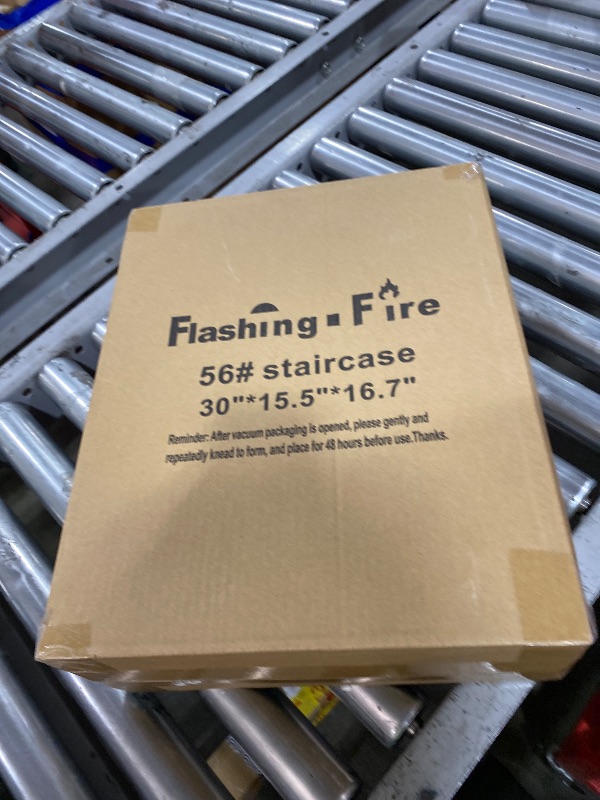 Flashing.Fire
56# staircase
30"*15.5"*16.7"
Reminder: After vacuum packaging is opened, please gently and
repeatedly knead to form, and place for 48 hours before use.Thanks.